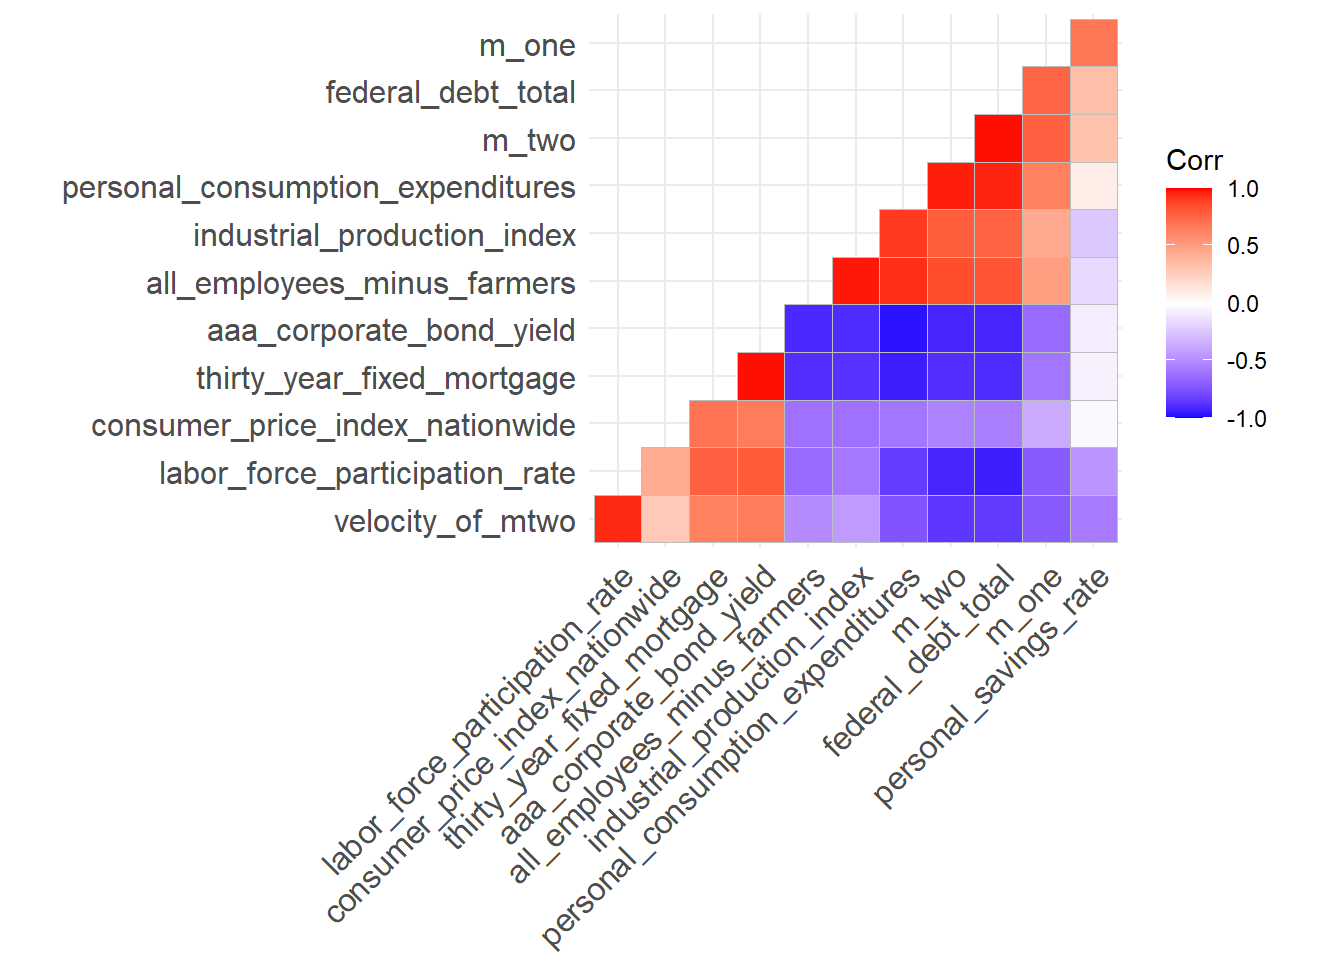 m_one
federal_debt_total
m_two
personal_consumption_expenditures
industrial_production_index
all_employees_minus_farmers
aaa_corporate_bond_yield
thirty_year_fixed_mortgage
consumer_price_index_nationwide
labor_force_participation_rate
velocity_of_mtwo
labor_force_participation_rate
consumer_price_index_nationwide
thirty_year_fixed_mortgage
aaa_corporate_bond_yield
all_employees_minus_farmers
industrial_production_index
personal_consumption_expenditures
m_two
federal_debt_total
m_one
personal_savings_rate
Corr
1.0
0.5
0.0
-0.5
-1.0